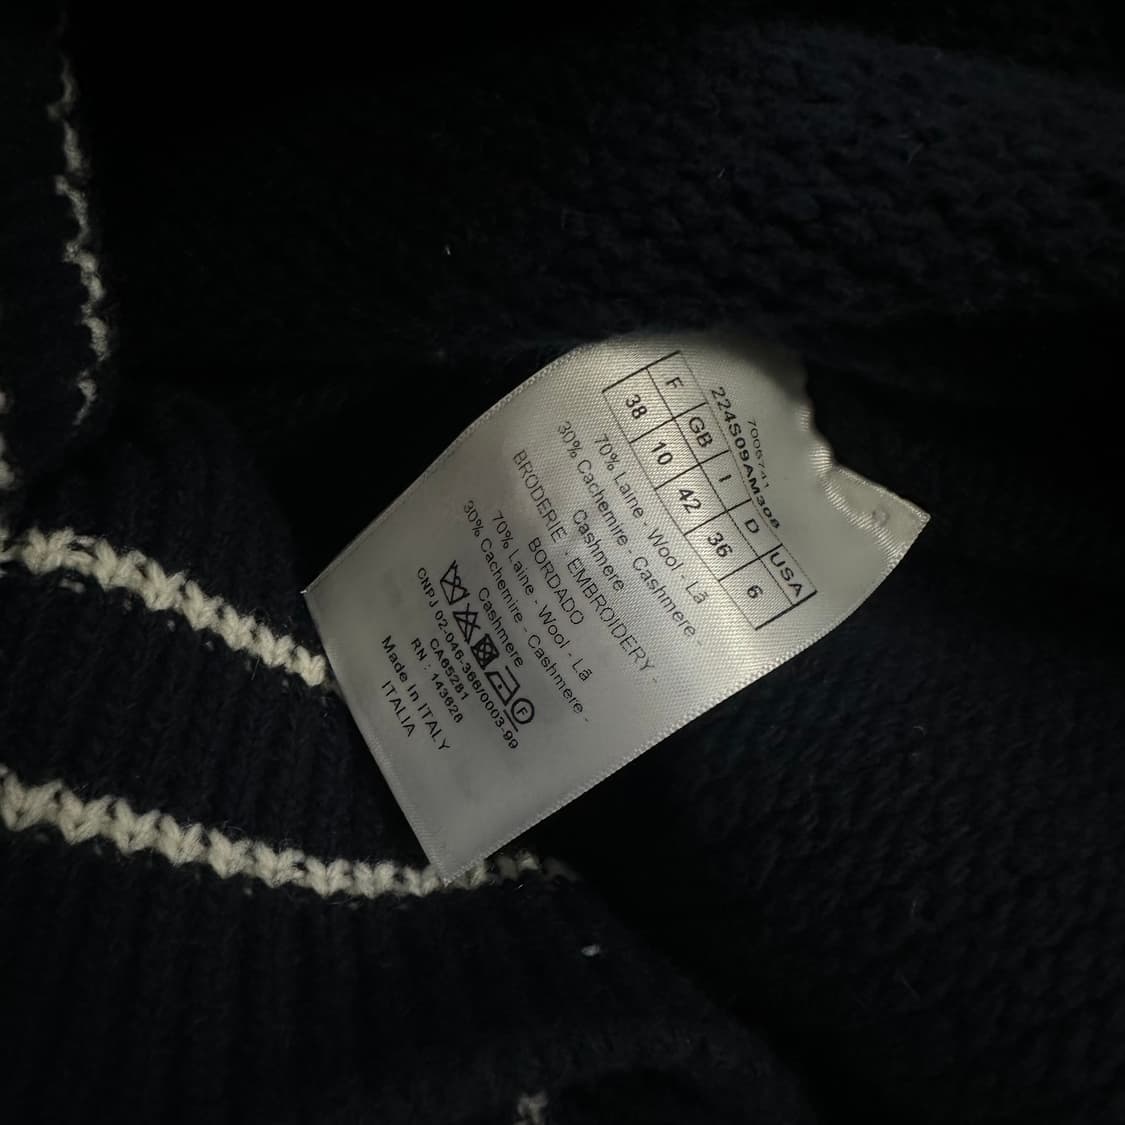 7006741
224S09AM308
F GB I D USA
38 10 42 36 6
70% Laine - Wool - Lã
30% Cachemire - Cashmere -
Cashmere
BRODERIE - EMBROIDERY -
BORDADO
70% Laine - Wool - Lã
30% Cachemire - Cashmere -
Cashmere
F
CNPJ 02-046-366/0003-99
CA65281
RN : 143628
Made In ITALY
ITALIA